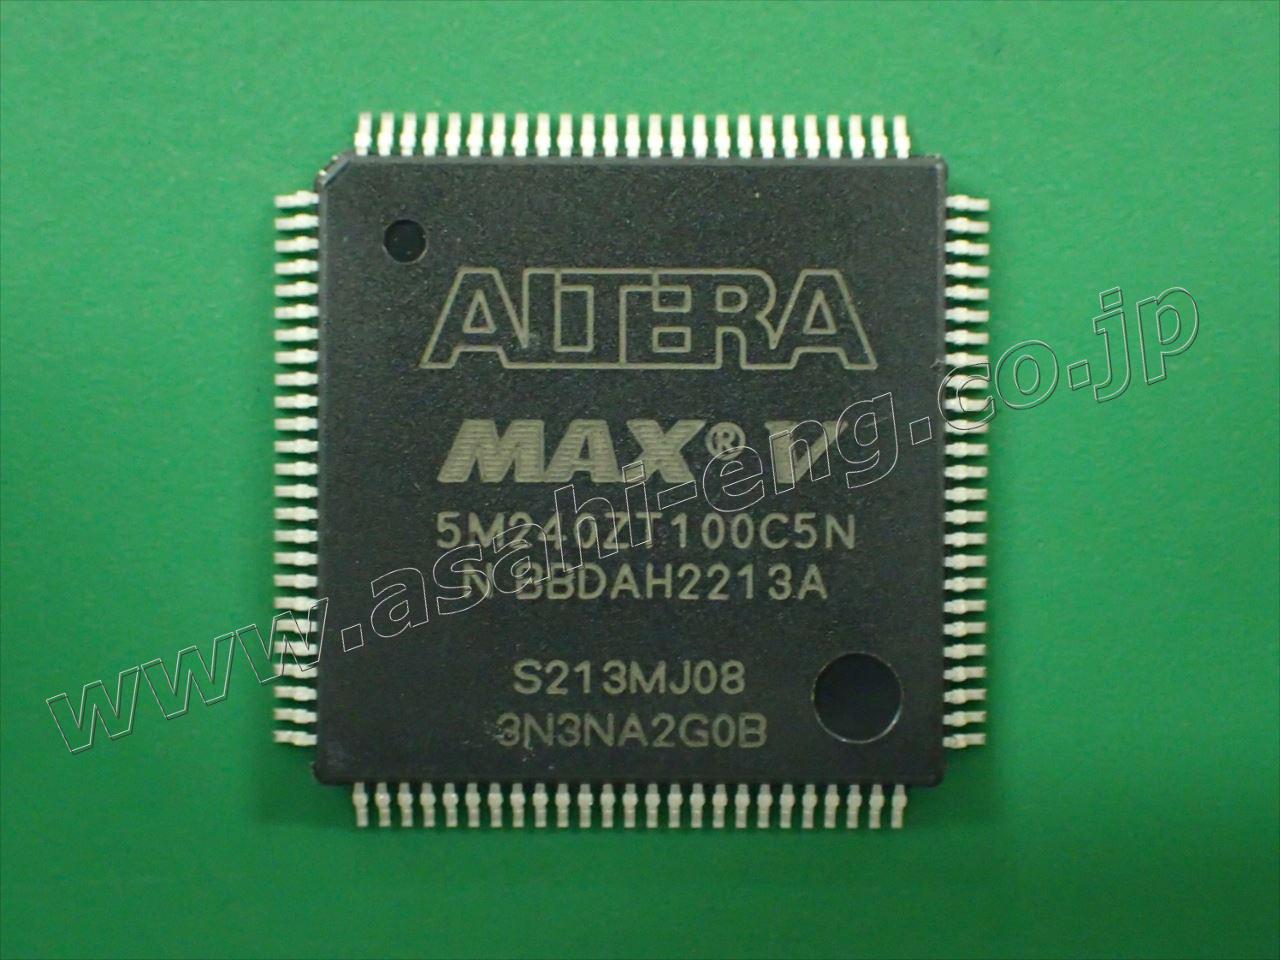 ALTERA
MAX® V
5M240ZT100C5N
N BBDAH2213A
S213MJ08
3N3NA2G0B
www.asahi-eng.co.jp